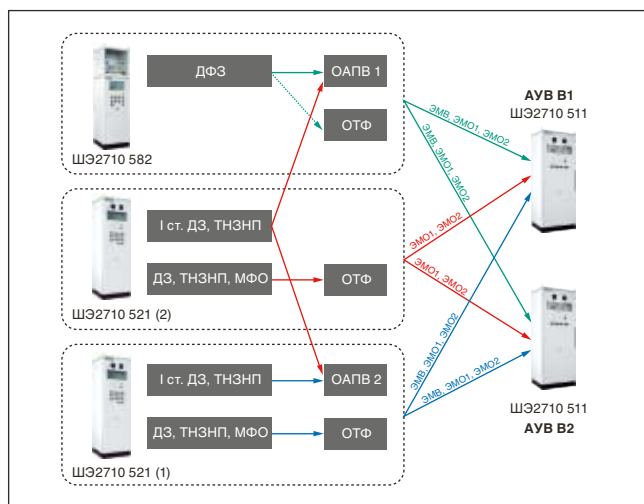 ДФЗ
ОАПВ 1
ОТФ
ШЭ2710 582
I ст. ДЗ, ТНЗНП
ДЗ, ТНЗНП, МФО
ОТФ
ШЭ2710 521 (2)
I ст. ДЗ, ТНЗНП
ОАПВ 2
ДЗ, ТНЗНП, МФО
ОТФ
ШЭ2710 521 (1)
ЭМВ, ЭМО1, ЭМО2
ЭМВ, ЭМО1, ЭМО2
ЭМО1, ЭМО2
ЭМО1, ЭМО2
ЭМВ, ЭМО1, ЭМО2
ЭМВ, ЭМО1, ЭМО2
АУВ В1
ШЭ2710 511
ШЭ2710 511
АУВ В2